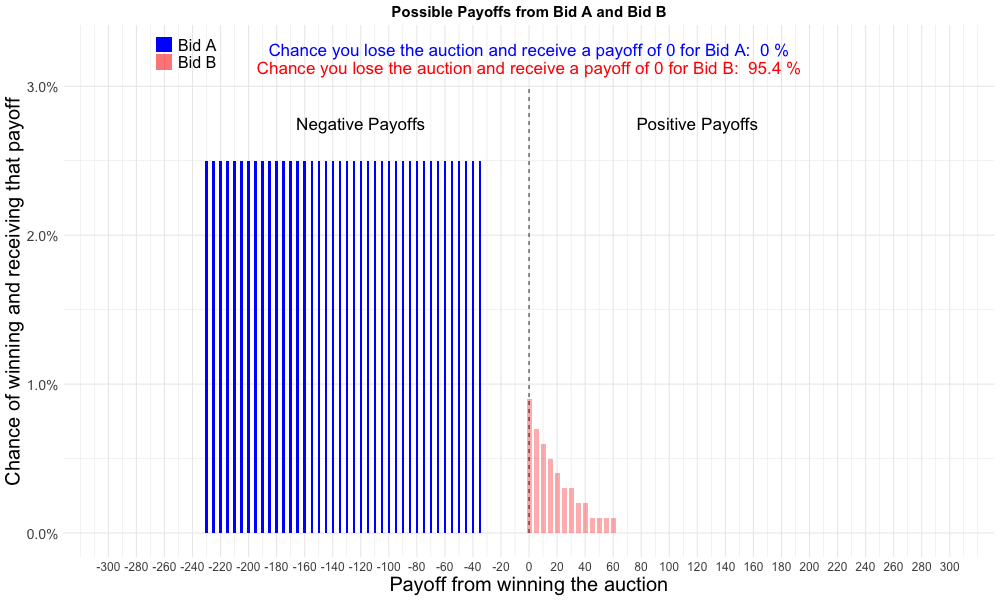 Possible Payoffs from Bid A and Bid B
Bid A
Bid B
Chance you lose the auction and receive a payoff of 0 for Bid A:  0 %
Chance you lose the auction and receive a payoff of 0 for Bid B:  95.4 %
Negative Payoffs
Positive Payoffs
Chance of winning and receiving that payoff
3.0%
2.0%
1.0%
0.0%
-300 -280 -260 -240 -220 -200 -180 -160 -140 -120 -100 -80 -60 -40 -20 0 20 40 60 80 100 120 140 160 180 200 220 240 260 280 300
Payoff from winning the auction